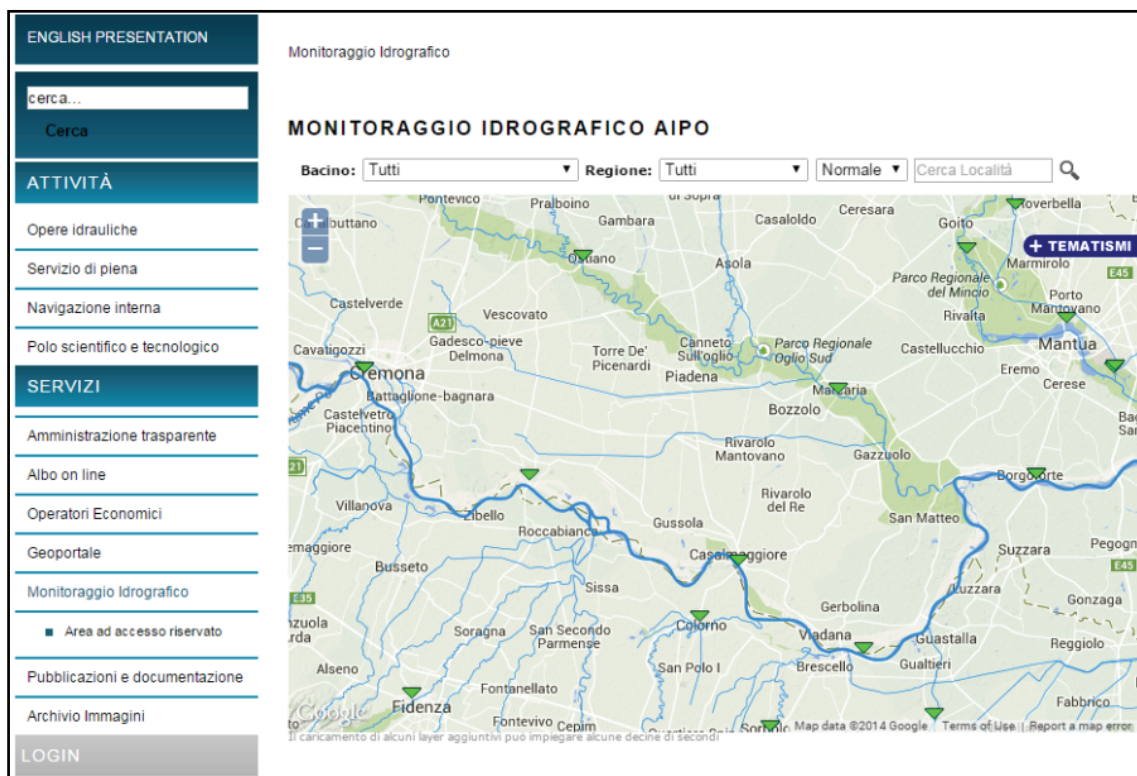 ENGLISH PRESENTATION
cerca...
Cerca
ATTIVITÀ
Opere idrauliche
Servizio di piena
Navigazione interna
Polo scientifico e tecnologico
SERVIZI
Amministrazione trasparente
Albo on line
Operatori Economici
Geoportale
Monitoraggio Idrografico
Area ad accesso riservato
Pubblicazioni e documentazione
Archivio Immagini
LOGIN
Monitoraggio Idrografico
MONITORAGGIO IDROGRAFICO AIPO
Bacino: Tutti Regione: Tutti Normale Cerca Località
+
−
+ TEMATISMI
Pontevico
Pralboino
Gambara
Casaloldo
Ceresara
Goito
Ostiano
Asola
Marmirolo
E45
Parco Regionale
del Mincio
Castelverde
Vescovato
Rivalta
Porto
Mantovano
A21
Gadesco-pieve
Delmona
Torre De'
Picenardi
Canneto
Sull'oglio
Parco Regionale
Oglio Sud
Castellucchio
Mantua
Cavatigozzi
Cremona
Piadena
Eremo
Cerese
Battaglione-bagnara
Marcaria
Castelvetro
Piacentino
Bozzolo
Rivarolo
Mantovano
Gazzuolo
21
Borgoforte
Villanova
Zibello
Rivarolo
del Re
Roccabianca
Gussola
San Matteo
emaggiore
Busseto
Casalmaggiore
Suzzara
Pegogn
E45
E35
Sissa
Luzzara
Gonzaga
Gerbolina
Soragna
San Secondo
Parmense
Colorno
Viadana
Guastalla
Reggiolo
Alseno
San Polo I
Brescello
Gualtieri
Fontanellato
Fidenza
Fabbrico
Google
Fontevivo
Map data ©2014 Google
Terms of Use
Report a map error
Il caricamento di alcuni layer aggiuntivi può impiegare alcune decine di secondi